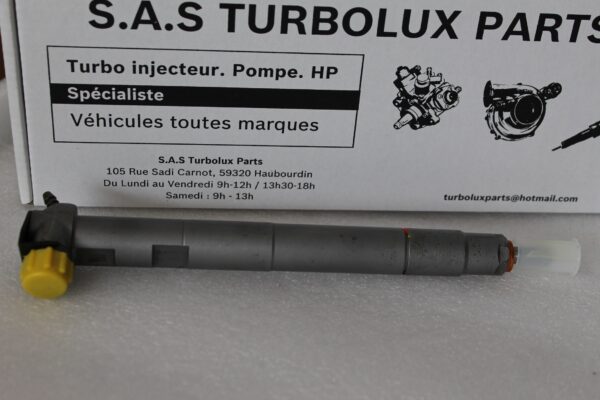 S.A.S TURBOLUX PARTS
Turbo injecteur. Pompe. HP
Spécialiste
Véhicules toutes marques
S.A.S Turbolux Parts
105 Rue Sadi Carnot, 59320 Haubourdin
Du Lundi au Vendredi 9h-12h / 13h30-18h
Samedi : 9h - 13h
turboluxparts@hotmail.com